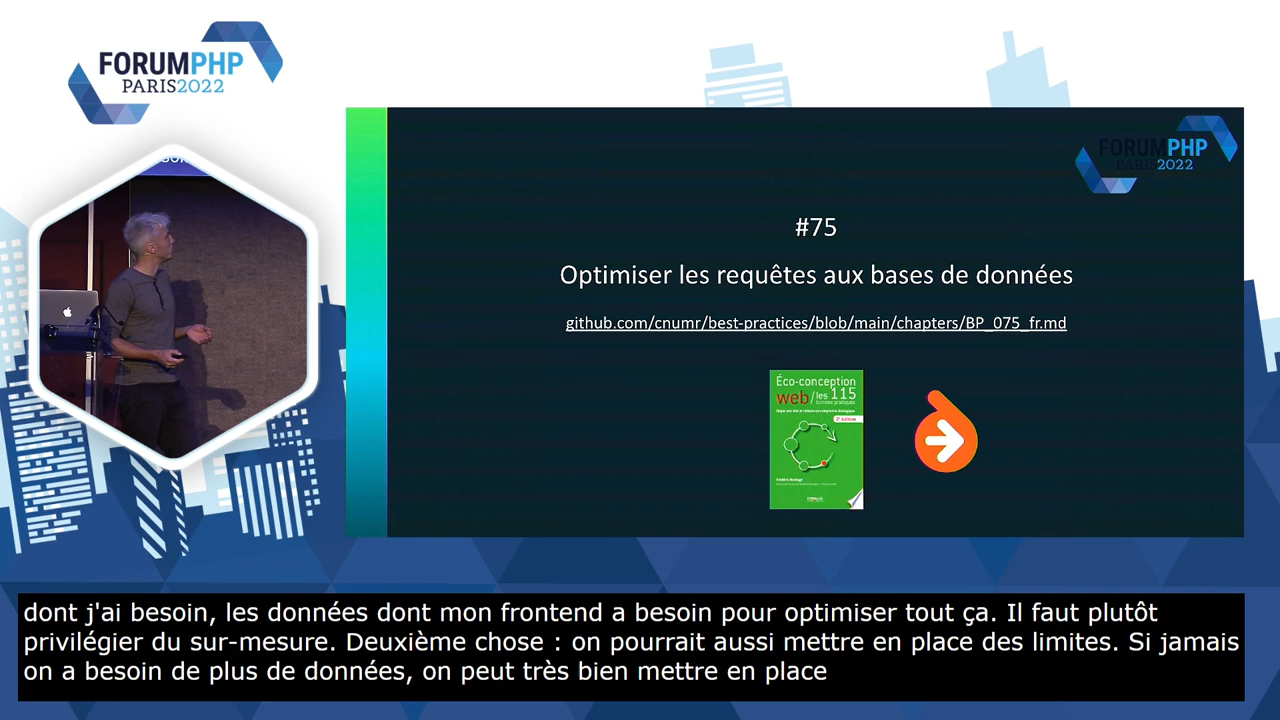 FORUMPHP
PARIS2022
FORUMPHP
PARIS2022
#75
Optimiser les requêtes aux bases de données
github.com/cnumr/best-practices/blob/main/chapters/BP_075_fr.md
Éco-conception
web / les 115
bonnes pratiques
Frédéric Bordage
dont j'ai besoin, les données dont mon frontend a besoin pour optimiser tout ça. Il faut plutôt
privilégier du sur-mesure. Deuxième chose : on pourrait aussi mettre en place des limites. Si jamais
on a besoin de plus de données, on peut très bien mettre en place